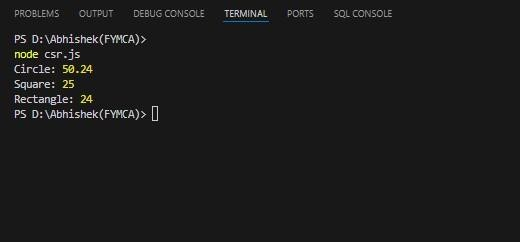 PROBLEMS OUTPUT DEBUG CONSOLE TERMINAL PORTS SQL CONSOLE
PS D:\Abhishek(FYMCA)>
node csr.js
Circle: 50.24
Square: 25
Rectangle: 24
PS D:\Abhishek(FYMCA)>